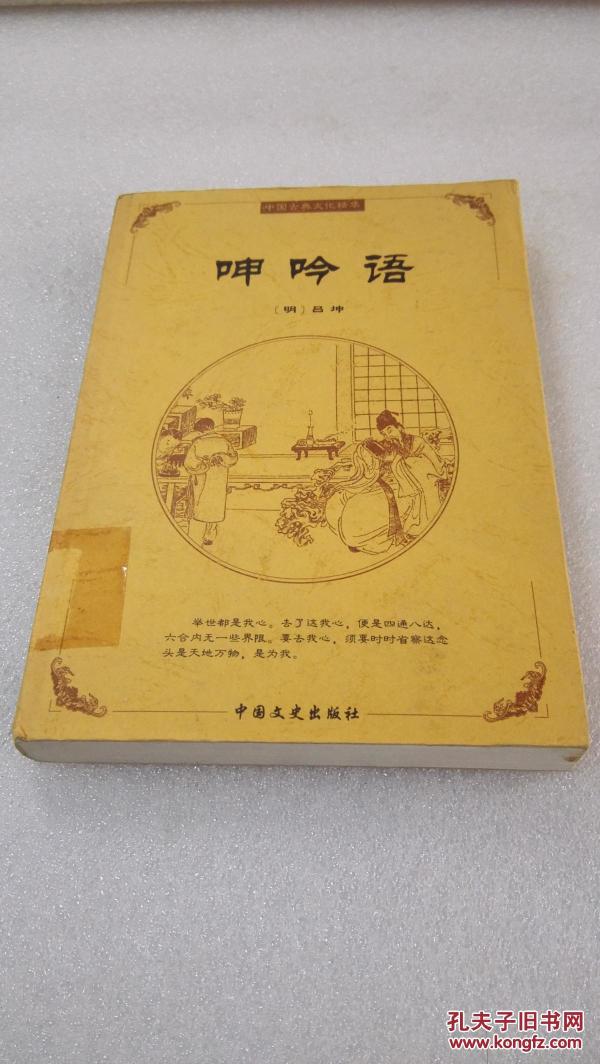 中国古典文化精华
呻吟语
〔明〕吕坤
举世都是我心。去了这我心，便是四通八达，
六合内无一些界限。要去我心，须要时时省察这念
头是天地万物，是为我。
中国文史出版社
孔夫子旧书网
www.kongfz.com